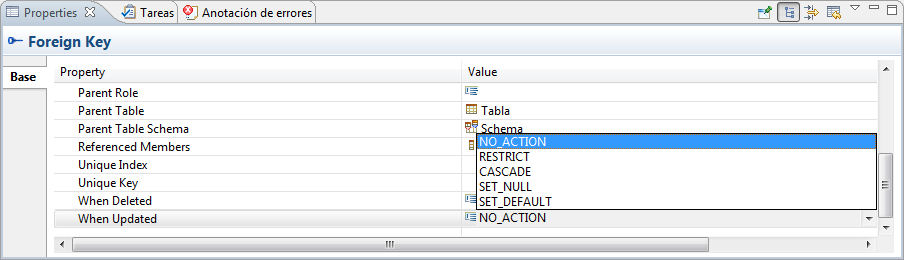 Properties Tareas Anotación de errores
Foreign Key
Base
Property Value
Parent Role
Parent Table Tabla
Parent Table Schema Schema
Referenced Members NO_ACTION
Unique Index RESTRICT
CASCADE
Unique Key SET_NULL
When Deleted SET_DEFAULT
When Updated NO_ACTION